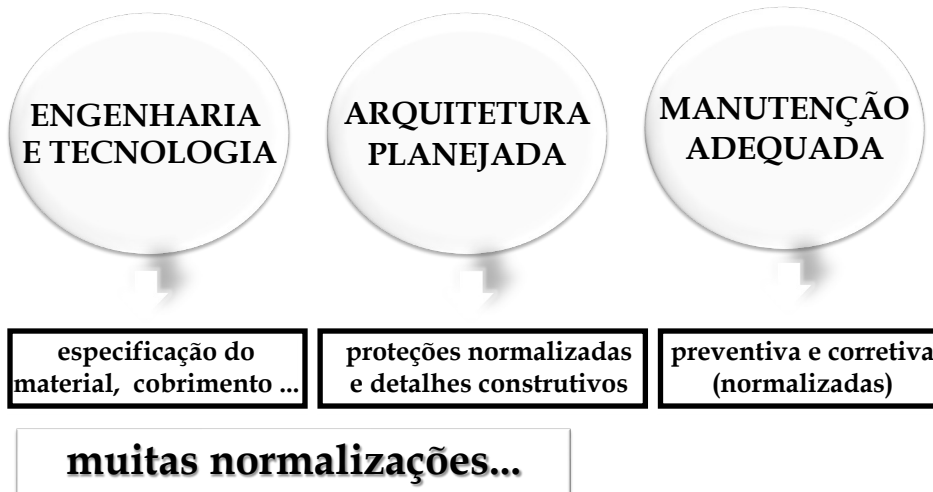 ENGENHARIA
E TECNOLOGIA
ARQUITETURA
PLANEJADA
MANUTENÇÃO
ADEQUADA
especificação do
material, cobrimento ...
proteções normalizadas
e detalhes construtivos
preventiva e corretiva
(normalizadas)
muitas normalizações...